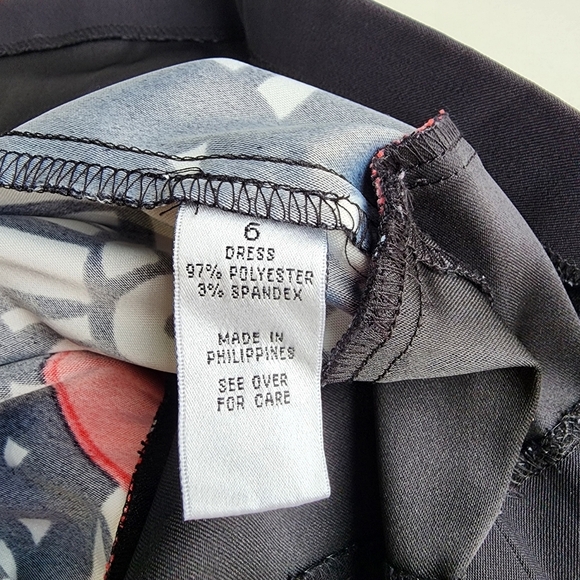 6
DRESS
97% POLYESTER
3% SPANDEX
MADE IN
PHILIPPINES
SEE OVER
FOR CARE